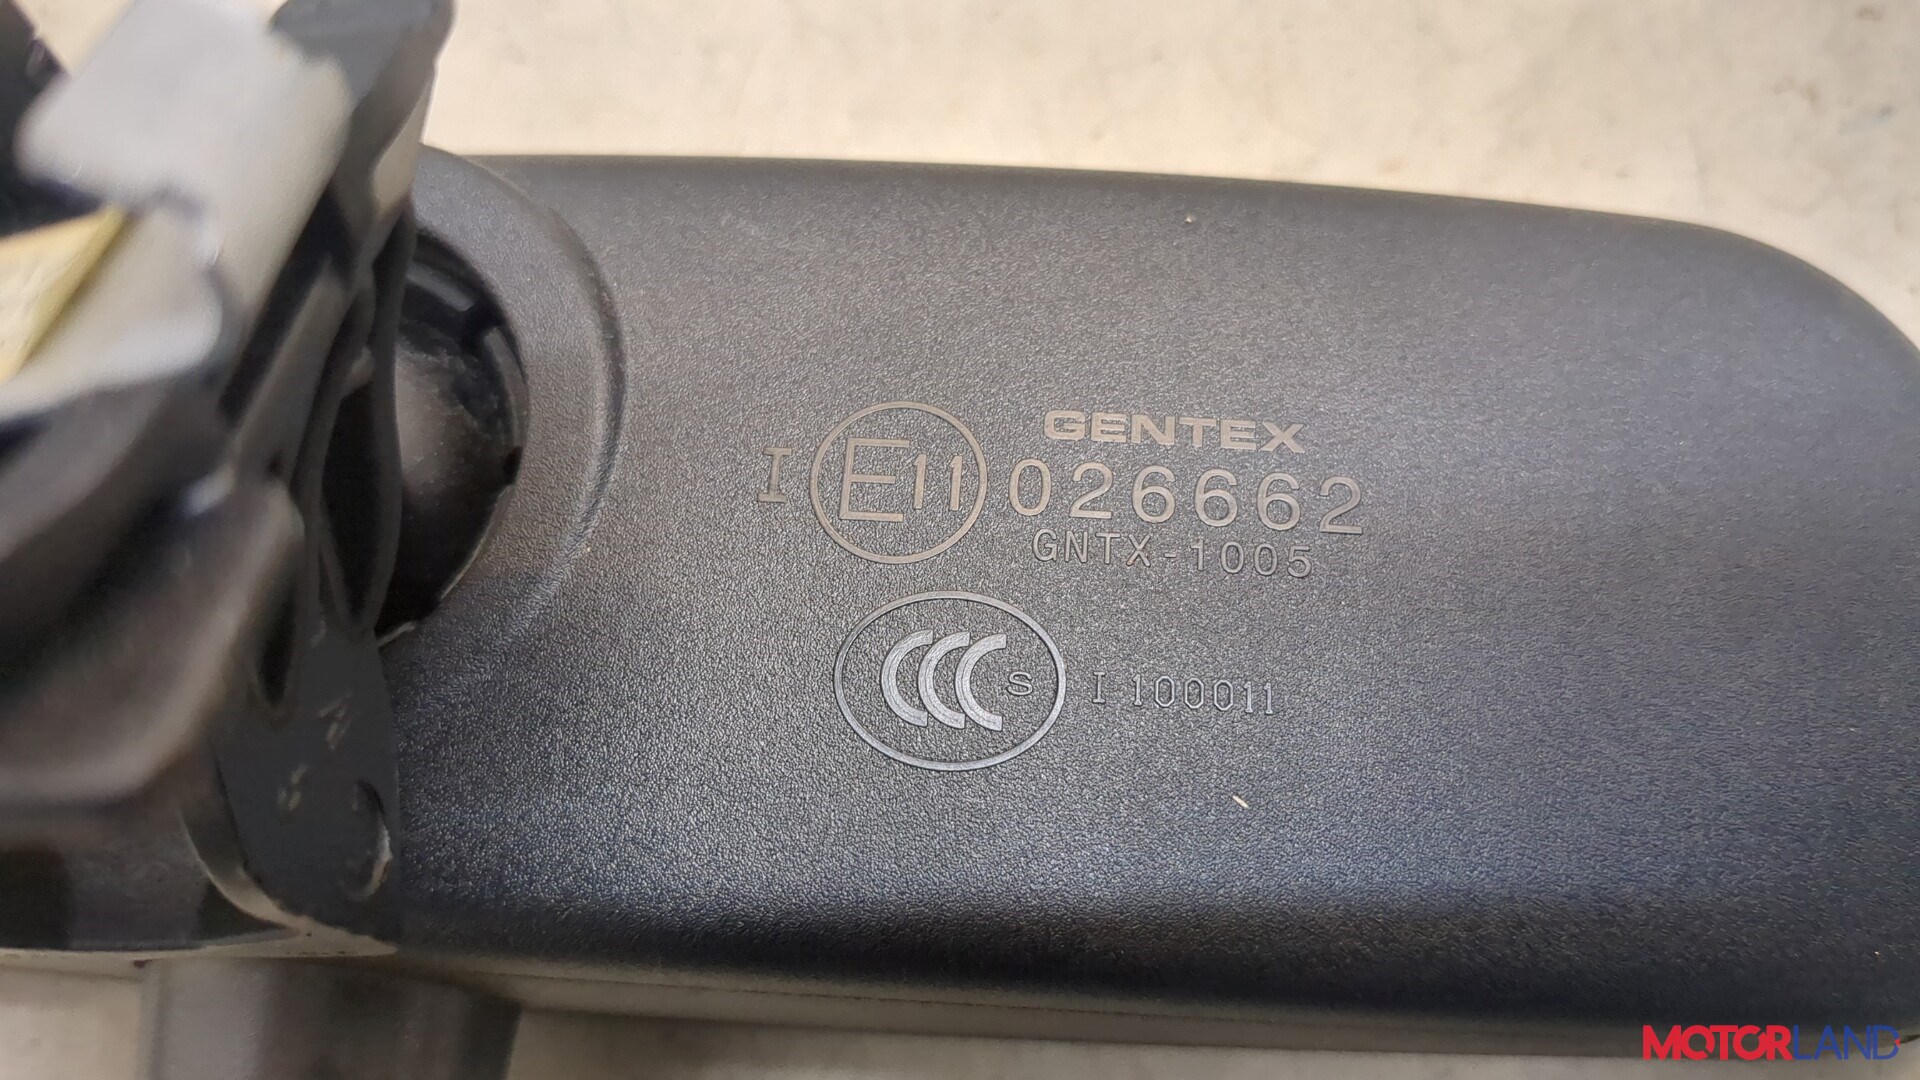 GENTEX
I E11 026662
GNTX-1005
CCC S I 100011
MOTORLAND